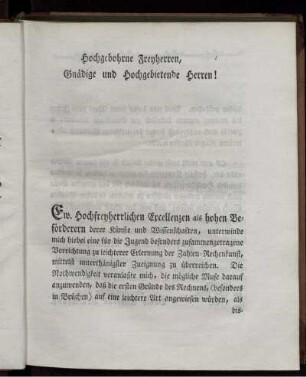 Hochgebohrne Freyherren,
Gnädige und Hochgebietende Herren!
Ew. Hochfreyherrlichen Excellenzen als hohen Be-
förderern derer Künste und Wissenschaften, unterwinde
mich hiebei eine für die Jugend besonders zusammengetragene
Vorrichtung zu leichterer Erlernung der Zahlen-Rechenkunst,
mittelst unterthänigster Zueignung zu überreichen. Die
Nothwendigkeit veranlaßte mich, die mögliche Muse darauf
anzuwenden, daß die ersten Gründe des Rechnens, (besonders
in Brüchen) auf eine leichtere Art angewiesen würden, als
bis-